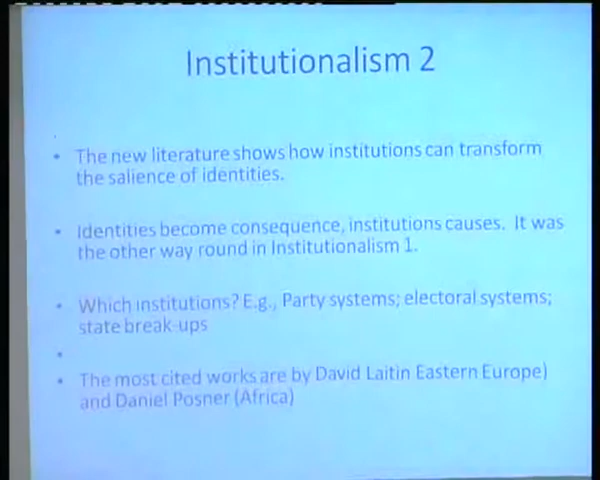 Institutionalism 2
• The new literature shows how institutions can transform
the salience of identities.
• Identities become consequence, institutions causes. It was
the other way round in Institutionalism 1.
• Which institutions? E.g., Party systems; electoral systems;
state break-ups
•
• The most cited works are by David Laitin Eastern Europe)
and Daniel Posner (Africa)